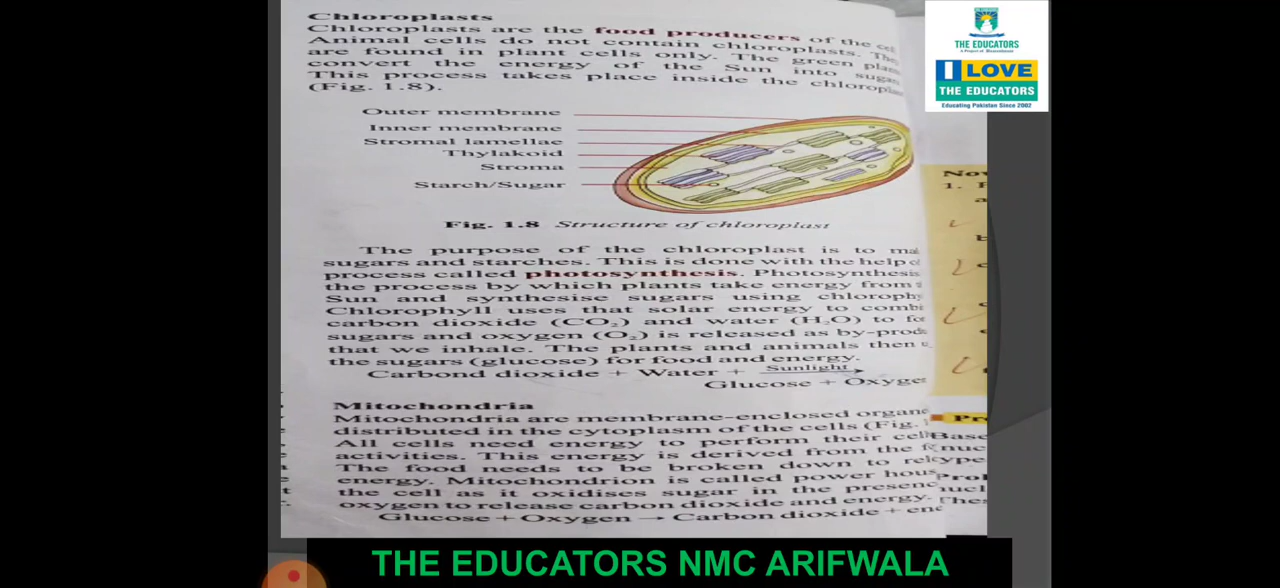 Chloroplasts
Chloroplasts are the food producers of the cel
Animal cells do not contain chloroplasts. They
are found in plant cells only. The green plan
convert the energy of the Sun into sugar
This process takes place inside the chloroplas
(Fig. 1.8).
Outer membrane
Inner membrane
Stromal lamellae
Thylakoid
Stroma
Starch/Sugar
Fig. 1.8 Structure of chloroplast
The purpose of the chloroplast is to ma
sugars and starches. This is done with the help o
process called photosynthesis. Photosynthesis
the process by which plants take energy from
Sun and synthesise sugars using chlorophy
Chlorophyll uses that solar energy to combi
carbon dioxide (CO₂) and water (H₂O) to fo
sugars and oxygen (O₂) is released as by-prod
that we inhale. The plants and animals then
the sugars (glucose) for food and energy.
Carbond dioxide + Water + Sunlight
Glucose + Oxyge
Mitochondria
Mitochondria are membrane-enclosed organe
distributed in the cytoplasm of the cells (Fig.
All cells need energy to perform their cell
activities. This energy is derived from the f
The food needs to be broken down to rel
energy. Mitochondrion is called power hous
the cell as it oxidises sugar in the presenc
oxygen to release carbon dioxide and energy.
Glucose + Oxygen → Carbon dioxide + ene
THE EDUCATORS
I LOVE
THE EDUCATORS
Educating Pakistan Since 2002
1.
Base
nuc
ype
nucl
THE EDUCATORS NMC ARIFWALA